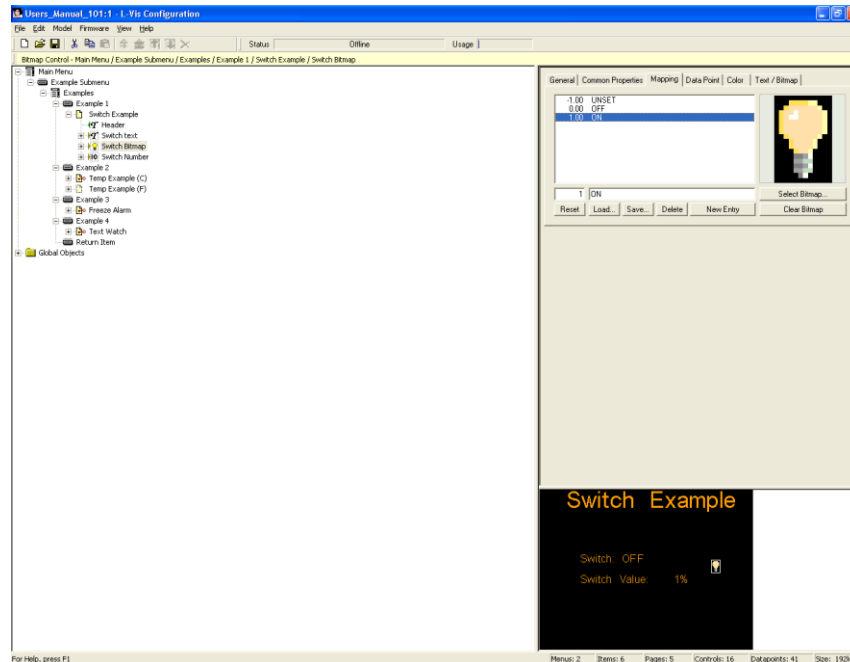 Users_Manual_101:1 - L-Vis Configuration
File Edit Model Firmware View Help
Status Offline Usage
Bitmap Control - Main Menu / Example Submenu / Examples / Example 1 / Switch Example / Switch Bitmap
Main Menu
Example Submenu
Examples
Example 1
Switch Example
Header
Switch text
Switch Bitmap
Switch Number
Example 2
Temp Example (C)
Temp Example (F)
Example 3
Freeze Alarm
Example 4
Text Watch
Return Item
Global Objects
General Common Properties Mapping Data Point Color Text / Bitmap
-1.00 UNSET
0.00 OFF
1.00 ON
1 ON Select Bitmap...
Reset Load... Save... Delete New Entry Clear Bitmap
Switch Example
Switch: OFF
Switch Value: 1%
For Help, press F1 Menus: 2 Items: 6 Pages: 5 Controls: 16 Datapoints: 41 Size: 192k